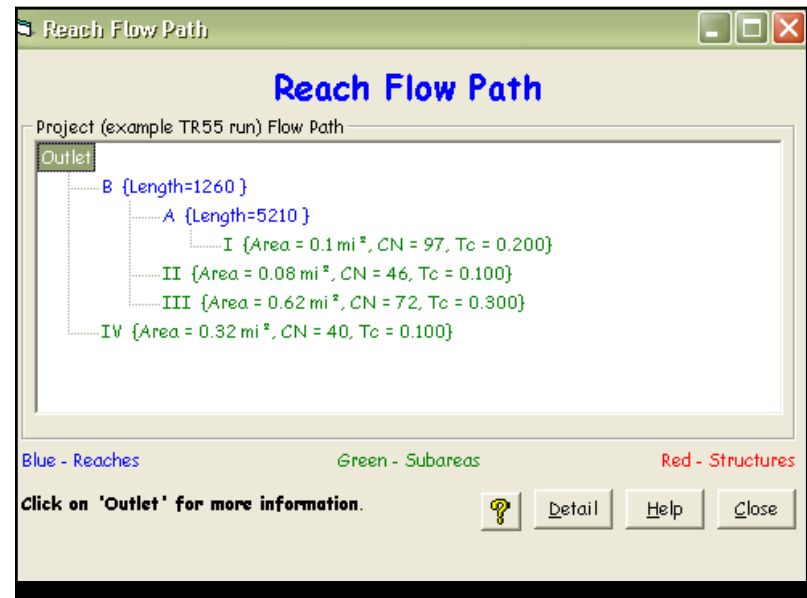 Reach Flow Path
Reach Flow Path
Project (example TR55 run) Flow Path
Outlet
B {Length=1260 }
A {Length=5210 }
I {Area = 0.1 mi², CN = 97, Tc = 0.200}
II {Area = 0.08 mi², CN = 46, Tc = 0.100}
III {Area = 0.62 mi², CN = 72, Tc = 0.300}
IV {Area = 0.32 mi², CN = 40, Tc = 0.100}
Blue - Reaches Green - Subareas Red - Structures
Click on 'Outlet' for more information. ? Detail Help Close